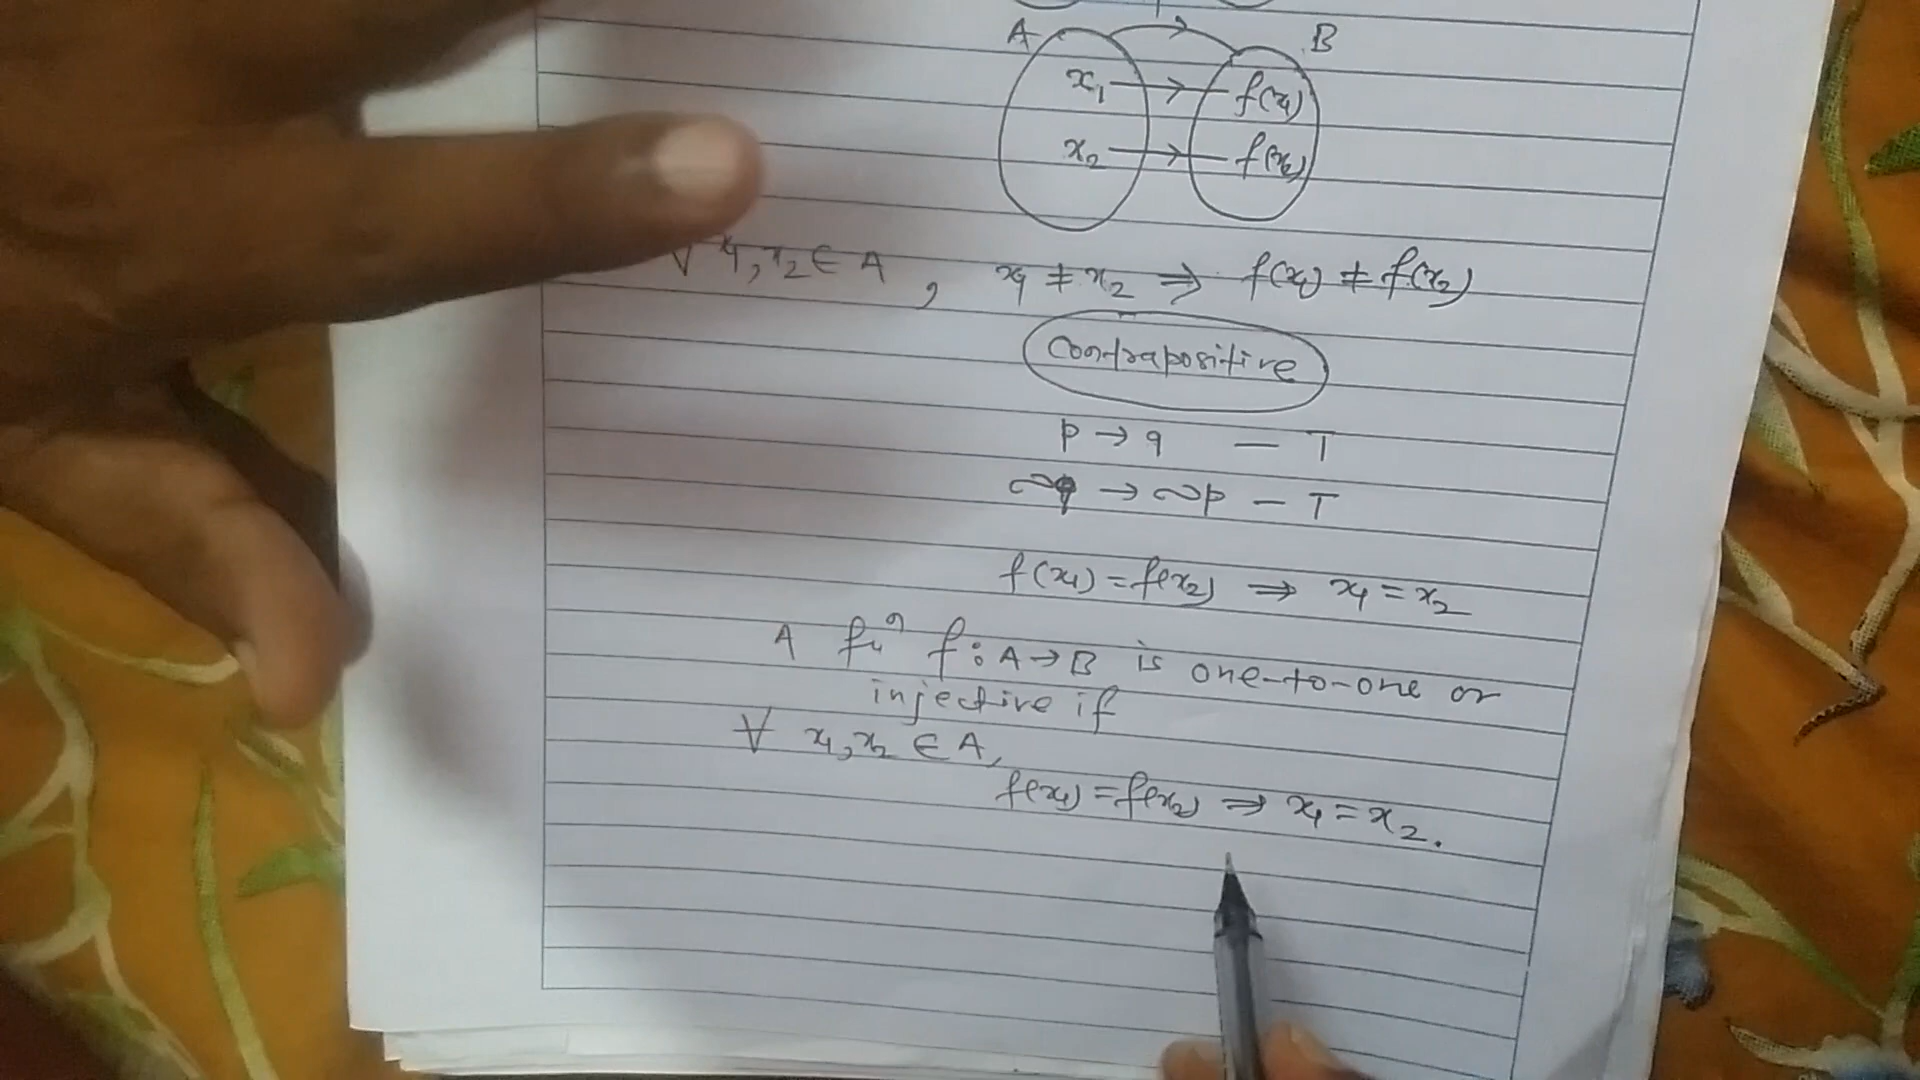 A B
x₁ → f(x₁)
x₂ → f(x₂)
∀ x₁, x₂ ∈ A , x₁ ≠ x₂ ⇒ f(x₁) ≠ f(x₂)
Contrapositive
p → q — T
∼q → ∼p — T
f(x₁) = f(x₂) ⇒ x₁ = x₂
A fuⁿ f : A → B is one-to-one or
injective if
∀ x₁, x₂ ∈ A,
f(x₁) = f(x₂) ⇒ x₁ = x₂.